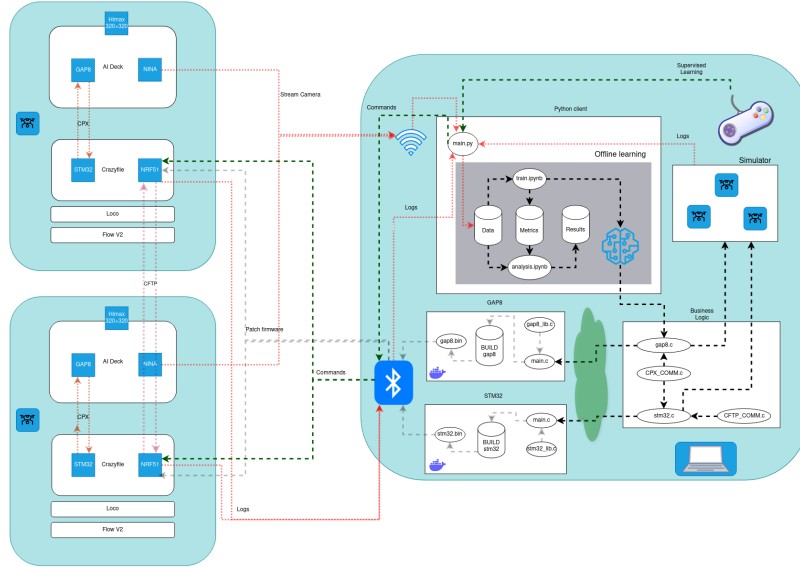 Himax
320×320
AI Deck
GAP8
NINA
CPX
STM32
Crazyfile
NRF51
Loco
Flow V2
CFTP
Himax
320×320
AI Deck
GAP8
NINA
CPX
STM32
Crazyfile
NRF51
Loco
Flow V2
Stream Camera
Patch firmware
Commands
Logs
Commands
Logs
Supervised
Learning
Python client
main.py
Logs
Simulator
Offline learning
train.ipynb
Data
Metrics
Results
analysis.ipynb
GAP8
gap8.bin
BUILD
gap8
gap8_lib.c
main.c
STM32
stm32.bin
BUILD
stm32
main.c
stm32_lib.c
Business
Logic
gap8.c
CPX_COMM.c
stm32.c
CFTP_COMM.c